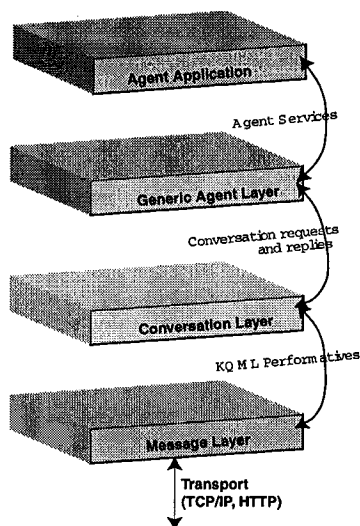 Agent Application
Agent Services
Generic Agent Layer
Conversation requests
and replies
Conversation Layer
KQML Performatives
Message Layer
Transport
(TCP/IP, HTTP)